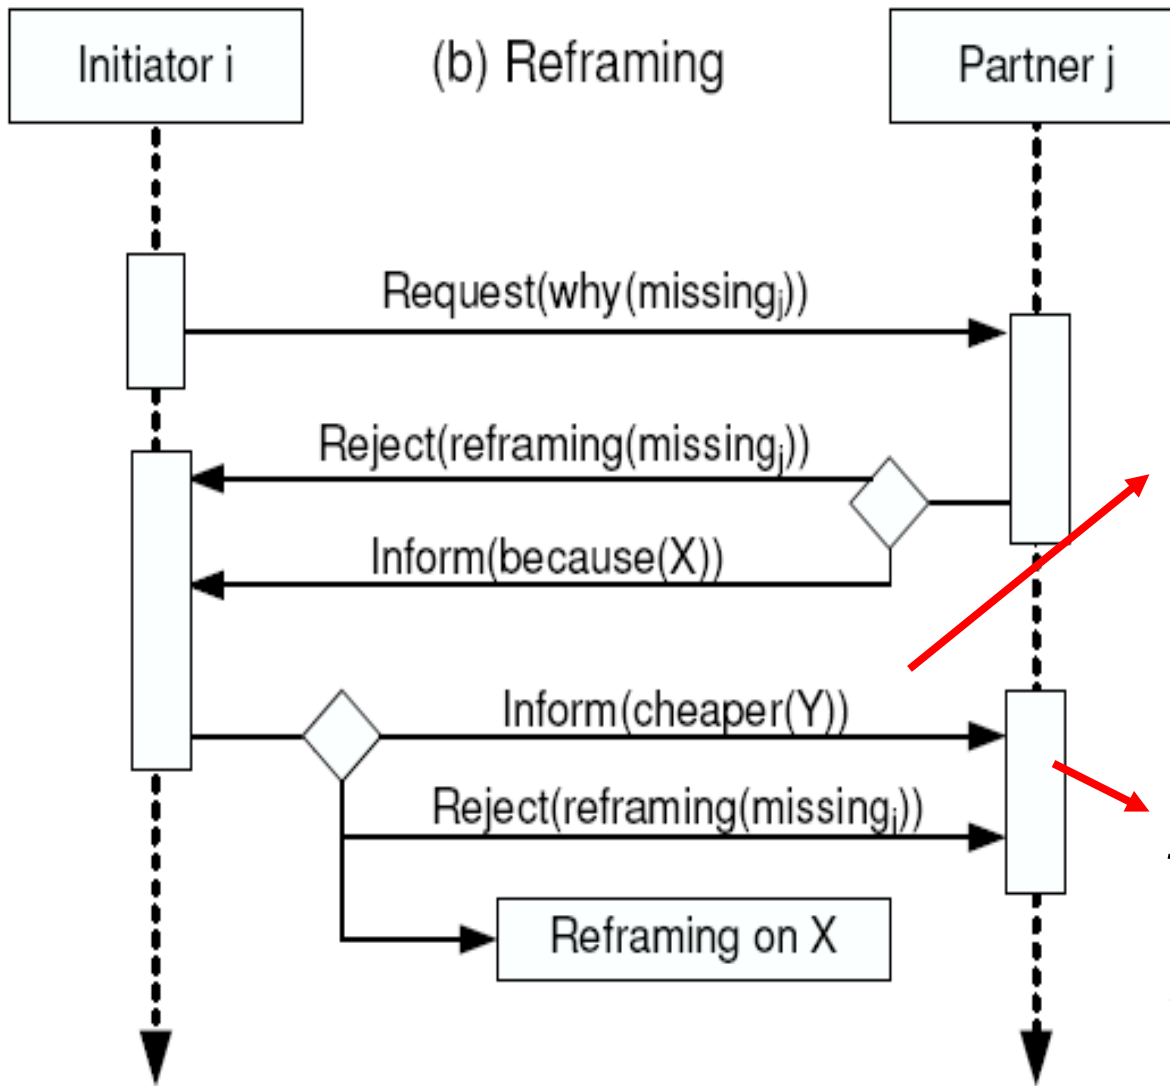 Initiator i
(b) Reframing
Partner j
Request(why(missingj))
Reject(reframing(missingj))
Inform(because(X))
Inform(cheaper(Y))
Reject(reframing(missingj))
Reframing on X